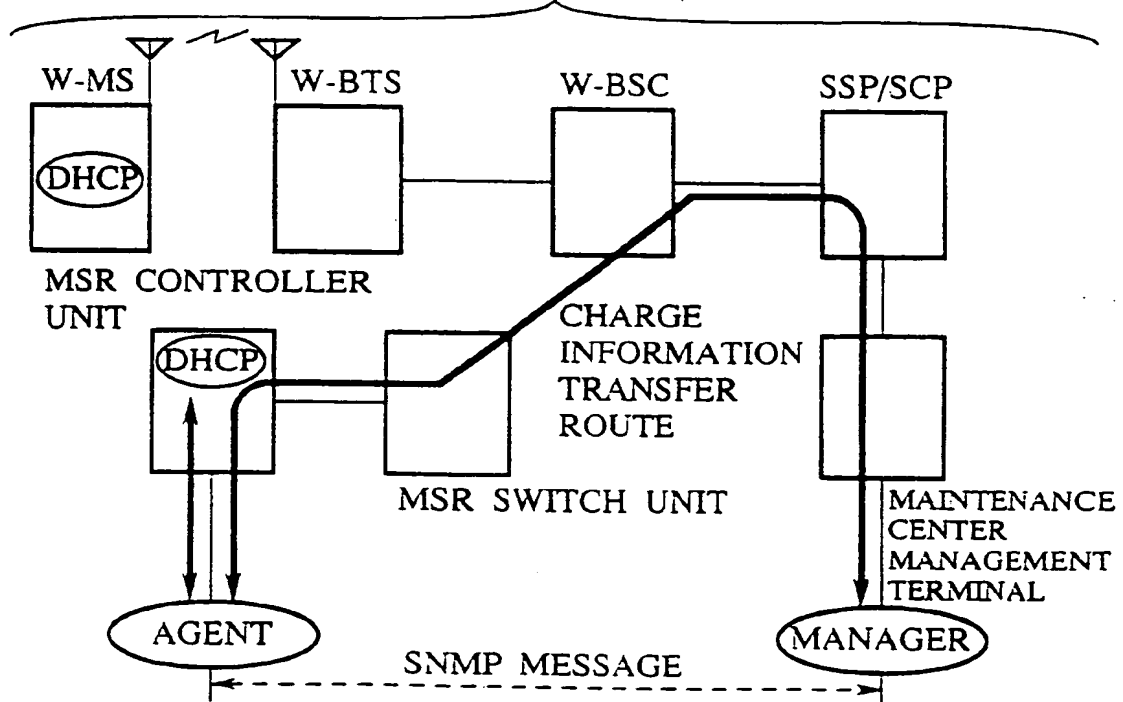 W-MS
W-BTS
W-BSC
SSP/SCP
DHCP
MSR CONTROLLER
UNIT
DHCP
CHARGE
INFORMATION
TRANSFER
ROUTE
MSR SWITCH UNIT
MAINTENANCE
CENTER
MANAGEMENT
TERMINAL
AGENT
MANAGER
SNMP MESSAGE